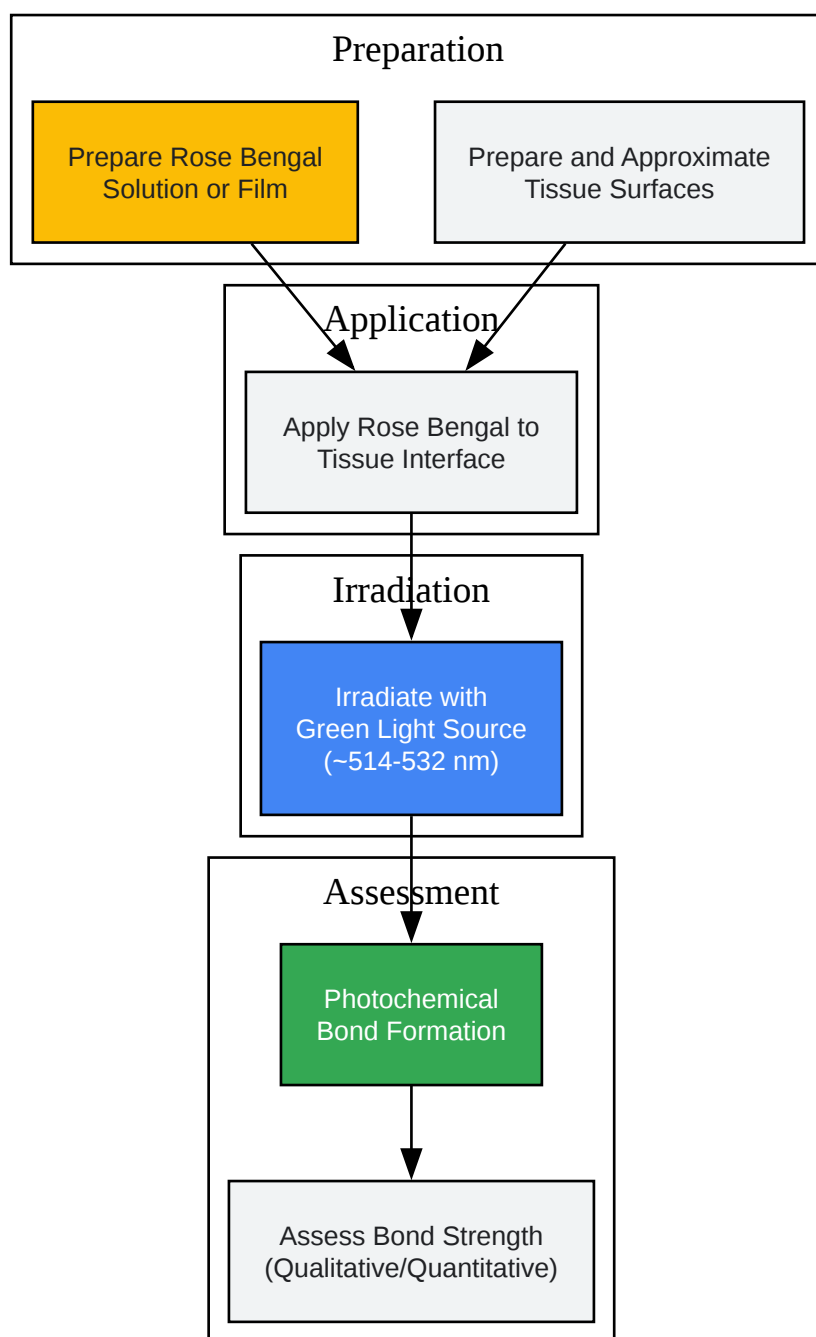 Preparation
Prepare Rose Bengal
Solution or Film
Prepare and Approximate
Tissue Surfaces
Application
Apply Rose Bengal to
Tissue Interface
Irradiation
Irradiate with
Green Light Source
(~514-532 nm)
Assessment
Photochemical
Bond Formation
Assess Bond Strength
(Qualitative/Quantitative)